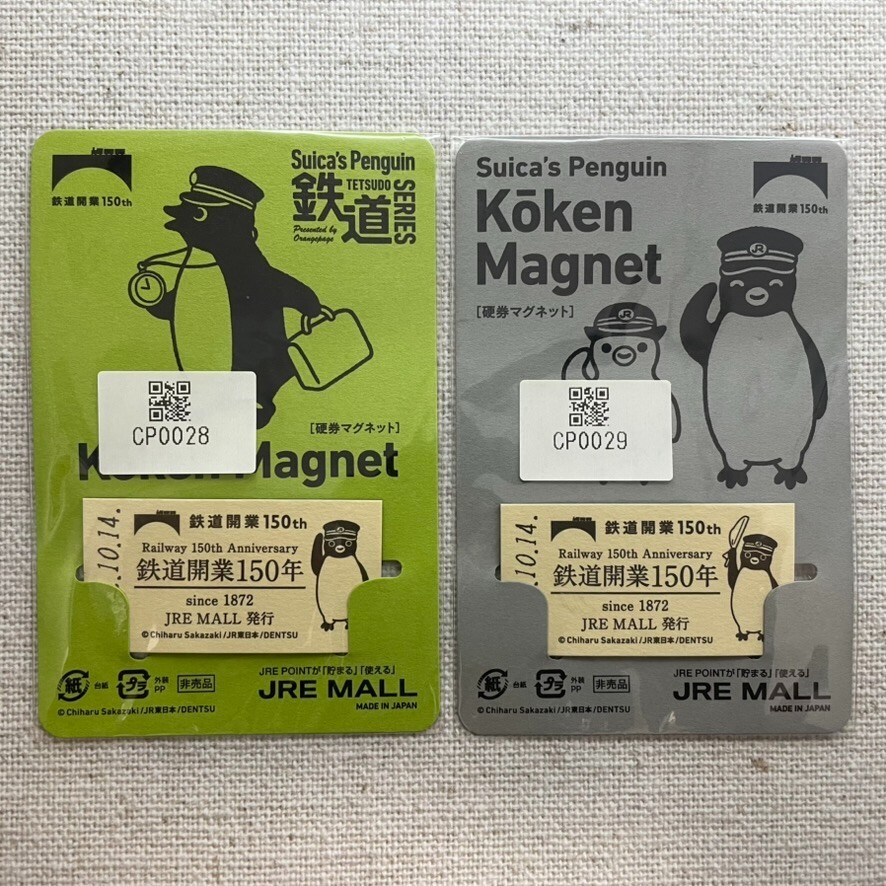 鉄道開業150th
Suica's Penguin
鉄道
TETSUDO
SERIES
Presented by
Orangepage
CP0028
[硬券マグネット]
Magnet
.10.14.
鉄道開業150th
Railway 150th Anniversary
鉄道開業150年
since 1872
JRE MALL 発行
©Chiharu Sakazaki/JR東日本/DENTSU
紙 台紙
プラ 外装 PP
非売品
JRE POINTが「貯まる」「使える」
JRE MALL
MADE IN JAPAN
©Chiharu Sakazaki/JR東日本/DENTSU
Suica's Penguin
Kōken
Magnet
[硬券マグネット]
鉄道開業150th
JR
JR
CP0029
.10.14.
鉄道開業150th
Railway 150th Anniversary
鉄道開業150年
since 1872
JRE MALL 発行
©Chiharu Sakazaki/JR東日本/DENTSU
紙 台紙
プラ 外装 PP
非売品
JRE POINTが「貯まる」「使える」
JRE MALL
MADE IN JAPAN
©Chiharu Sakazaki/JR東日本/DENTSU